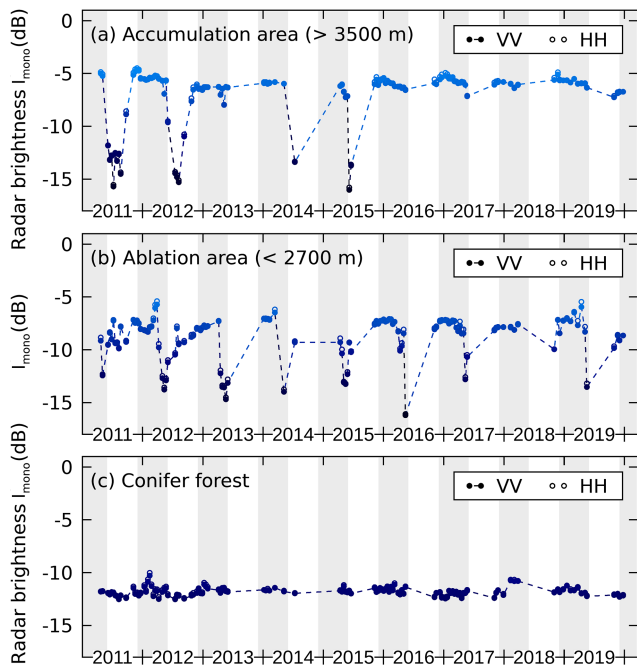 0
(a) Accumulation area (> 3500 m)
VV HH
-5
-10
-15
Radar brightness I_mono(dB)
2011 2012 2013 2014 2015 2016 2017 2018 2019
0
(b) Ablation area (< 2700 m)
VV HH
-5
-10
-15
I_mono(dB)
2011 2012 2013 2014 2015 2016 2017 2018 2019
0
(c) Conifer forest
VV HH
-5
-10
-15
Radar brightness I_mono(dB)
2011 2012 2013 2014 2015 2016 2017 2018 2019